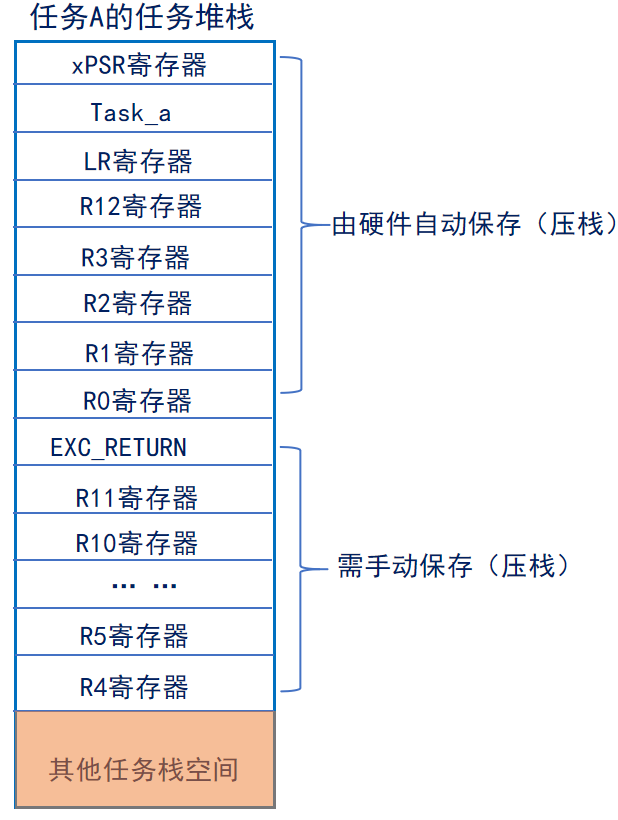 任务A的任务堆栈
xPSR寄存器
Task_a
LR寄存器
R12寄存器
R3寄存器
R2寄存器
R1寄存器
R0寄存器
由硬件自动保存（压栈）
EXC_RETURN
R11寄存器
R10寄存器
… …
R5寄存器
R4寄存器
需手动保存（压栈）
其他任务栈空间